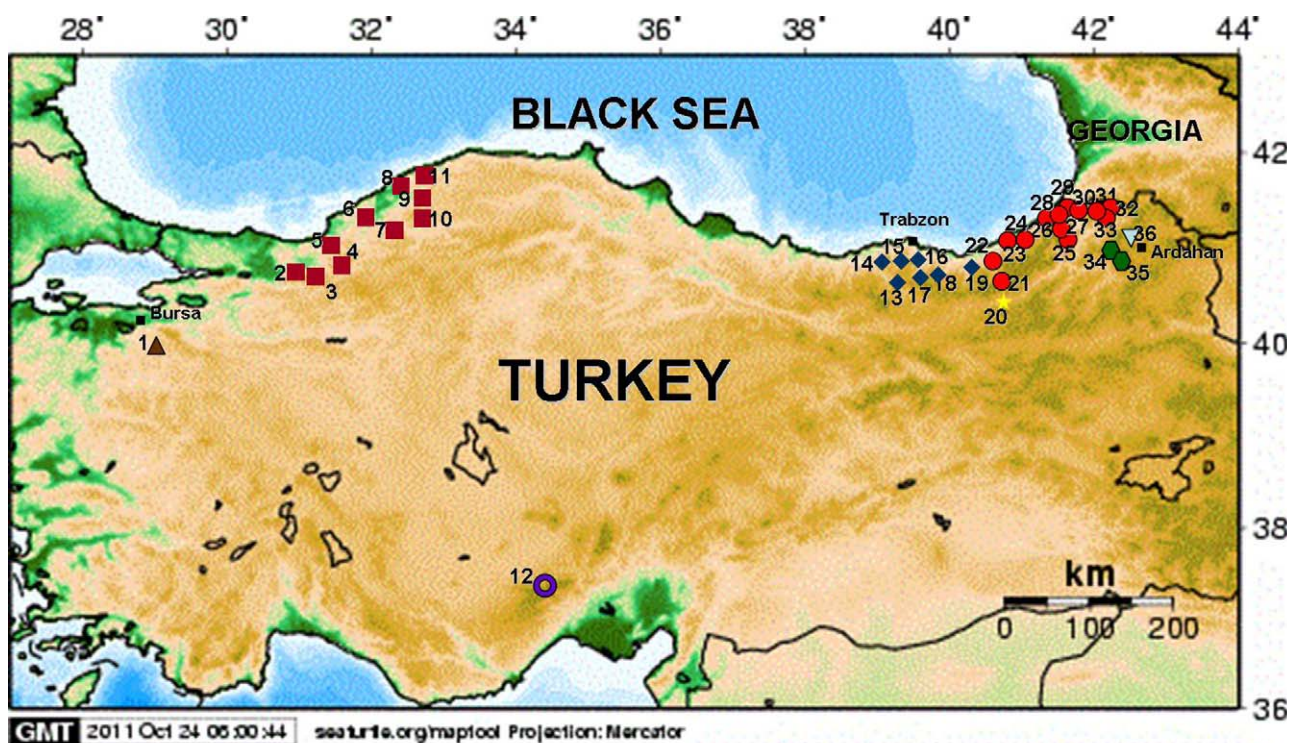 28° 30° 32° 34° 36° 38° 40° 42° 44°
BLACK SEA
GEORGIA
42°
8 11
9
6 10
7
5
4
2
3
29 30 31
28 32
24 26 27 33 36
Trabzon
15 22 23 25 34 Ardahan
14 16 35
13 17 18 19 21
20
Bursa
1
40°
TURKEY
38°
12
km
0 100 200
36°
GMT 2011 Oct 24 06:00:44 seaturtle.org/maptool Projection: Mercator